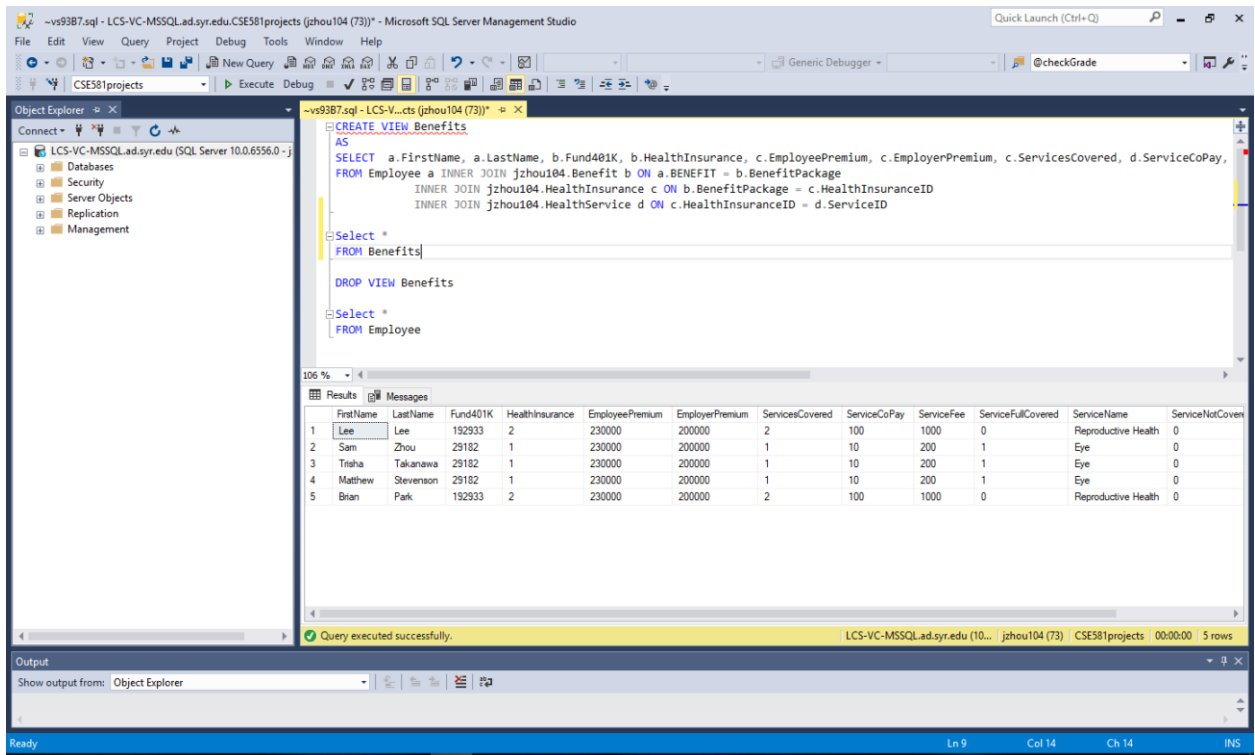 ~vs93B7.sql - LCS-VC-MSSQL.ad.syr.edu.CSE581projects (jzhou104 (73))* - Microsoft SQL Server Management Studio
Quick Launch (Ctrl+Q)
File Edit View Query Project Debug Tools Window Help
New Query
Generic Debugger
@checkGrade
CSE581projects
Execute Debug
Object Explorer
~vs93B7.sql - LCS-V...cts (jzhou104 (73))*
Connect
LCS-VC-MSSQL.ad.syr.edu (SQL Server 10.0.6556.0 - j
Databases
Security
Server Objects
Replication
Management
CREATE VIEW Benefits
AS
SELECT a.FirstName, a.LastName, b.Fund401K, b.HealthInsurance, c.EmployeePremium, c.EmployerPremium, c.ServicesCovered, d.ServiceCoPay,
FROM Employee a INNER JOIN jzhou104.Benefit b ON a.BENEFIT = b.BenefitPackage
INNER JOIN jzhou104.HealthInsurance c ON b.BenefitPackage = c.HealthInsuranceID
INNER JOIN jzhou104.HealthService d ON c.HealthInsuranceID = d.ServiceID
Select *
FROM Benefits
DROP VIEW Benefits
Select *
FROM Employee
106 %
Results Messages
FirstName LastName Fund401K HealthInsurance EmployeePremium EmployerPremium ServicesCovered ServiceCoPay ServiceFee ServiceFullCovered ServiceName ServiceNotCovere
1 Lee Lee 192933 2 230000 200000 2 100 1000 0 Reproductive Health 0
2 Sam Zhou 29182 1 230000 200000 1 10 200 1 Eye 0
3 Trisha Takanawa 29182 1 230000 200000 1 10 200 1 Eye 0
4 Matthew Stevenson 29182 1 230000 200000 1 10 200 1 Eye 0
5 Brian Park 192933 2 230000 200000 2 100 1000 0 Reproductive Health 0
Query executed successfully.
LCS-VC-MSSQL.ad.syr.edu (10... jzhou104 (73) CSE581projects 00:00:00 5 rows
Output
Show output from: Object Explorer
Ready
Ln 9 Col 14 Ch 14 INS